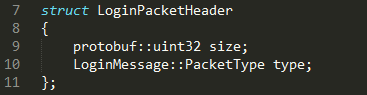 7 struct LoginPacketHeader
8 {
9 protobuf::uint32 size;
10 LoginMessage::PacketType type;
11 };